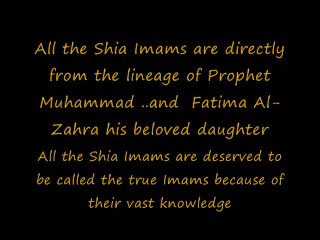 All the Shia Imams are directly
from the lineage of Prophet
Muhammad ..and Fatima Al-
Zahra his beloved daughter
All the Shia Imams are deserved to
be called the true Imams because of
their vast knowledge